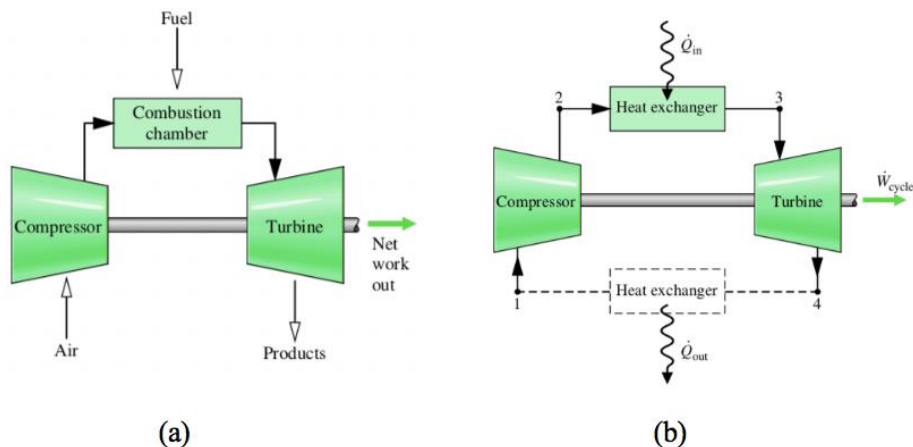 Fuel
Combustion
chamber
Compressor
Turbine
Net
work
out
Air
Products
(a)
Q̇in
2
Heat exchanger
3
Compressor
Turbine
Ẇcycle
1
Heat exchanger
4
Q̇out
(b)